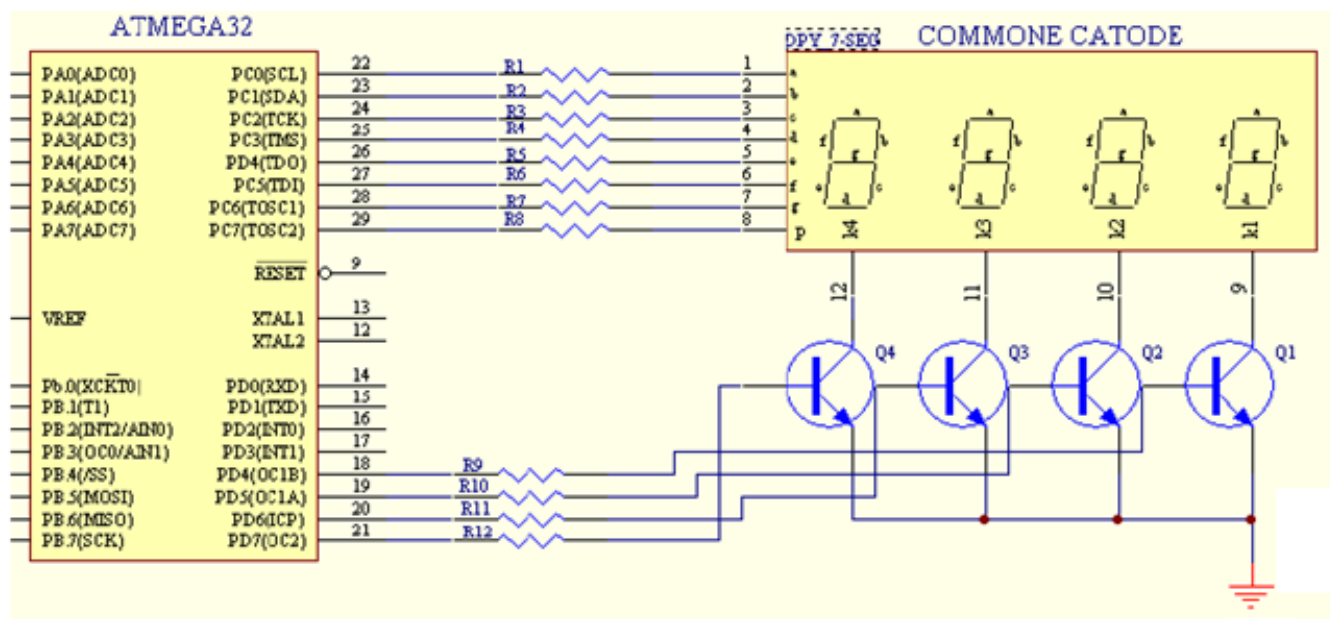 ATMEGA32
DPY_7-SEG
COMMONE CATODE
PA0(ADC0) PC0(SCL) 22 R1 1 a
PA1(ADC1) PC1(SDA) 23 R2 2 b
PA2(ADC2) PC2(TCK) 24 R3 3 c
PA3(ADC3) PC3(TMS) 25 R4 4 d
PA4(ADC4) PD4(TDO) 26 R5 5 e
PA5(ADC5) PC5(TDI) 27 R6 6 f
PA6(ADC6) PC6(TOSC1) 28 R7 7 g
PA7(ADC7) PC7(TOSC2) 29 R8 8 p
a a a a
f b f b f b f b
g g g g
e c e c e c e c
d d d d
k4 k3 k2 k1
RESET 9
12 11 10 9
VREF XTAL1 13
XTAL2 12
Q4 Q3 Q2 Q1
Pb.0(XCKT0| PD0(RXD) 14
PB.1(T1) PD1(TXD) 15
PB.2(INT2/AIN0) PD2(INT0) 16
PB.3(OC0/AIN1) PD3(INT1) 17
PB.4(/SS) PD4(OC1B) 18 R9
PB.5(MOSI) PD5(OC1A) 19 R10
PB.6(MISO) PD6(ICP) 20 R11
PB.7(SCK) PD7(OC2) 21 R12